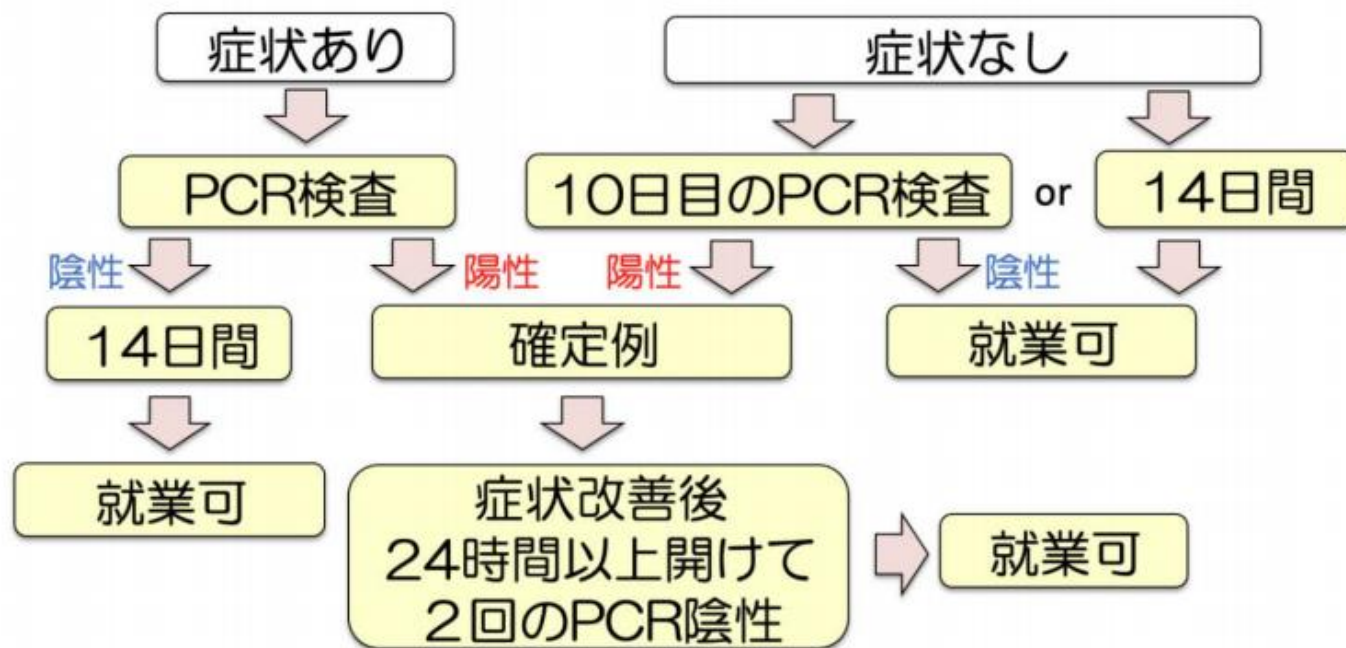 症状あり
症状なし
PCR検査
10日目のPCR検査
or
14日間
陰性
陽性
陽性
陰性
14日間
確定例
就業可
就業可
症状改善後
24時間以上開けて
2回のPCR陰性
就業可